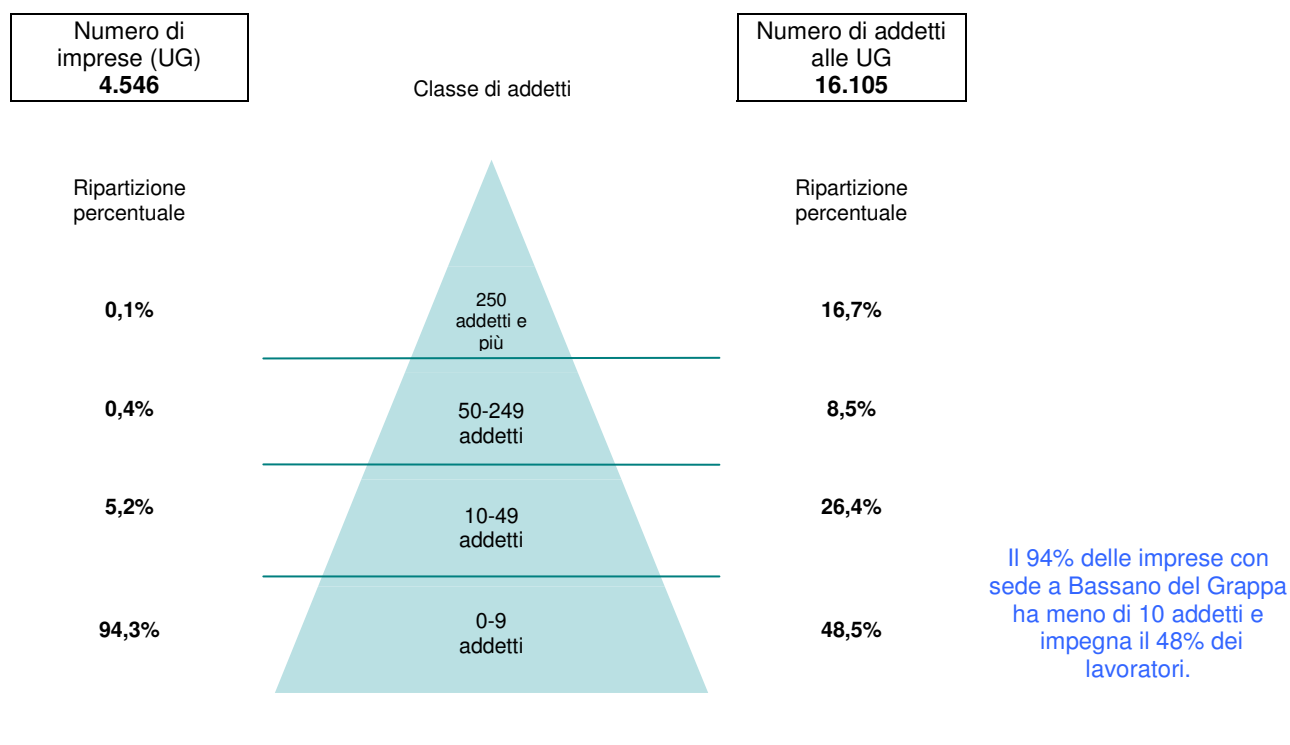 Numero di
imprese (UG)
4.546
Classe di addetti
Numero di addetti
alle UG
16.105
Ripartizione
percentuale
Ripartizione
percentuale
0,1%
250
addetti e
più
16,7%
0,4%
50-249
addetti
8,5%
5,2%
10-49
addetti
26,4%
94,3%
0-9
addetti
48,5%
Il 94% delle imprese con
sede a Bassano del Grappa
ha meno di 10 addetti e
impegna il 48% dei
lavoratori.